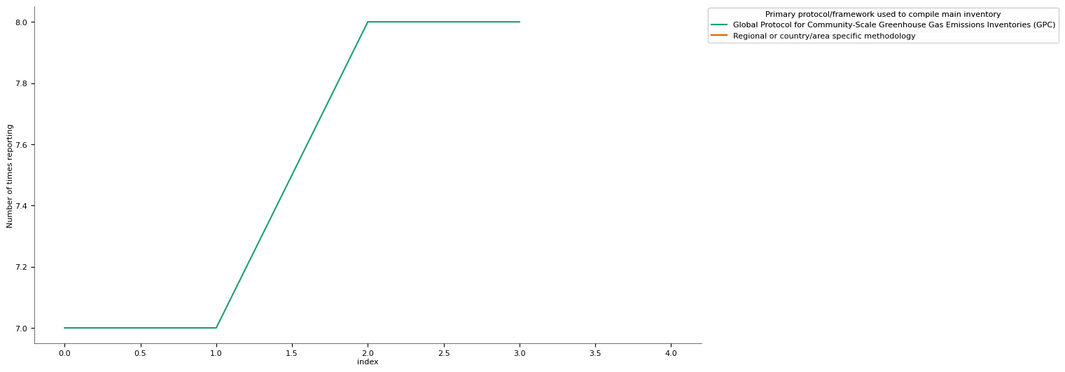 Primary protocol/framework used to compile main inventory
Global Protocol for Community-Scale Greenhouse Gas Emissions Inventories (GPC)
Regional or country/area specific methodology
Number of times reporting
8.0
7.8
7.6
7.4
7.2
7.0
0.0 0.5 1.0 1.5 2.0 2.5 3.0 3.5 4.0
index